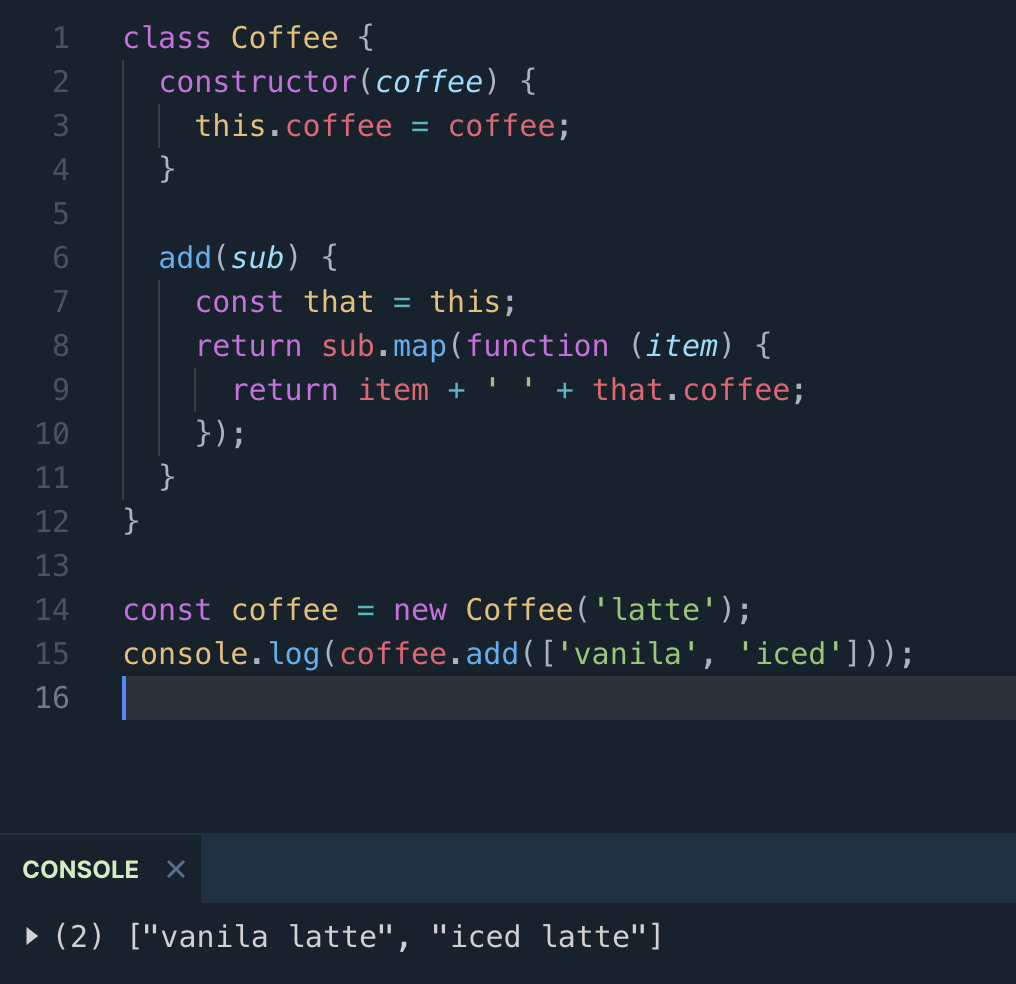 1 class Coffee {
2   constructor(coffee) {
3     this.coffee = coffee;
4   }
5
6   add(sub) {
7     const that = this;
8     return sub.map(function (item) {
9       return item + ' ' + that.coffee;
10     });
11   }
12 }
13
14 const coffee = new Coffee('latte');
15 console.log(coffee.add(['vanila', 'iced']));
16
CONSOLE ✕
▶ (2) ["vanila latte", "iced latte"]